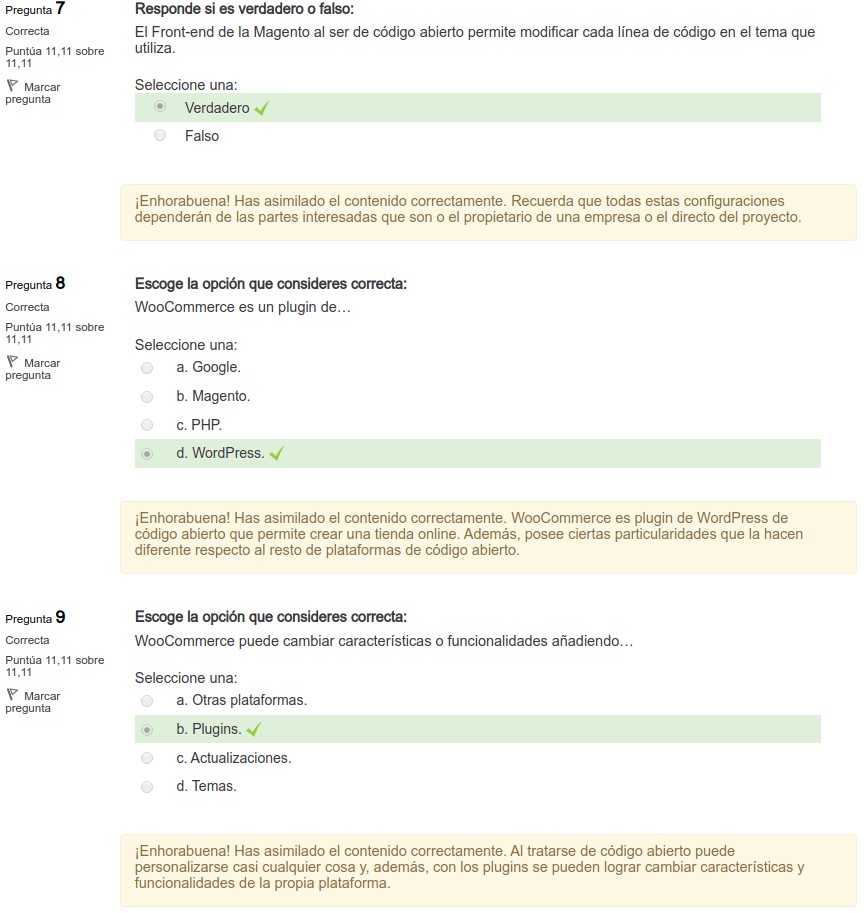 Pregunta 7
Correcta
Puntúa 11,11 sobre
11,11
Marcar
pregunta
Responde si es verdadero o falso:
El Front-end de la Magento al ser de código abierto permite modificar cada línea de código en el tema que
utiliza.
Seleccione una:
Verdadero
Falso
¡Enhorabuena! Has asimilado el contenido correctamente. Recuerda que todas estas configuraciones
dependerán de las partes interesadas que son o el propietario de una empresa o el directo del proyecto.
Pregunta 8
Correcta
Puntúa 11,11 sobre
11,11
Marcar
pregunta
Escoge la opción que consideres correcta:
WooCommerce es un plugin de…
Seleccione una:
a. Google.
b. Magento.
c. PHP.
d. WordPress.
¡Enhorabuena! Has asimilado el contenido correctamente. WooCommerce es plugin de WordPress de
código abierto que permite crear una tienda online. Además, posee ciertas particularidades que la hacen
diferente respecto al resto de plataformas de código abierto.
Pregunta 9
Correcta
Puntúa 11,11 sobre
11,11
Marcar
pregunta
Escoge la opción que consideres correcta:
WooCommerce puede cambiar características o funcionalidades añadiendo…
Seleccione una:
a. Otras plataformas.
b. Plugins.
c. Actualizaciones.
d. Temas.
¡Enhorabuena! Has asimilado el contenido correctamente. Al tratarse de código abierto puede
personalizarse casi cualquier cosa y, además, con los plugins se pueden lograr cambiar características y
funcionalidades de la propia plataforma.